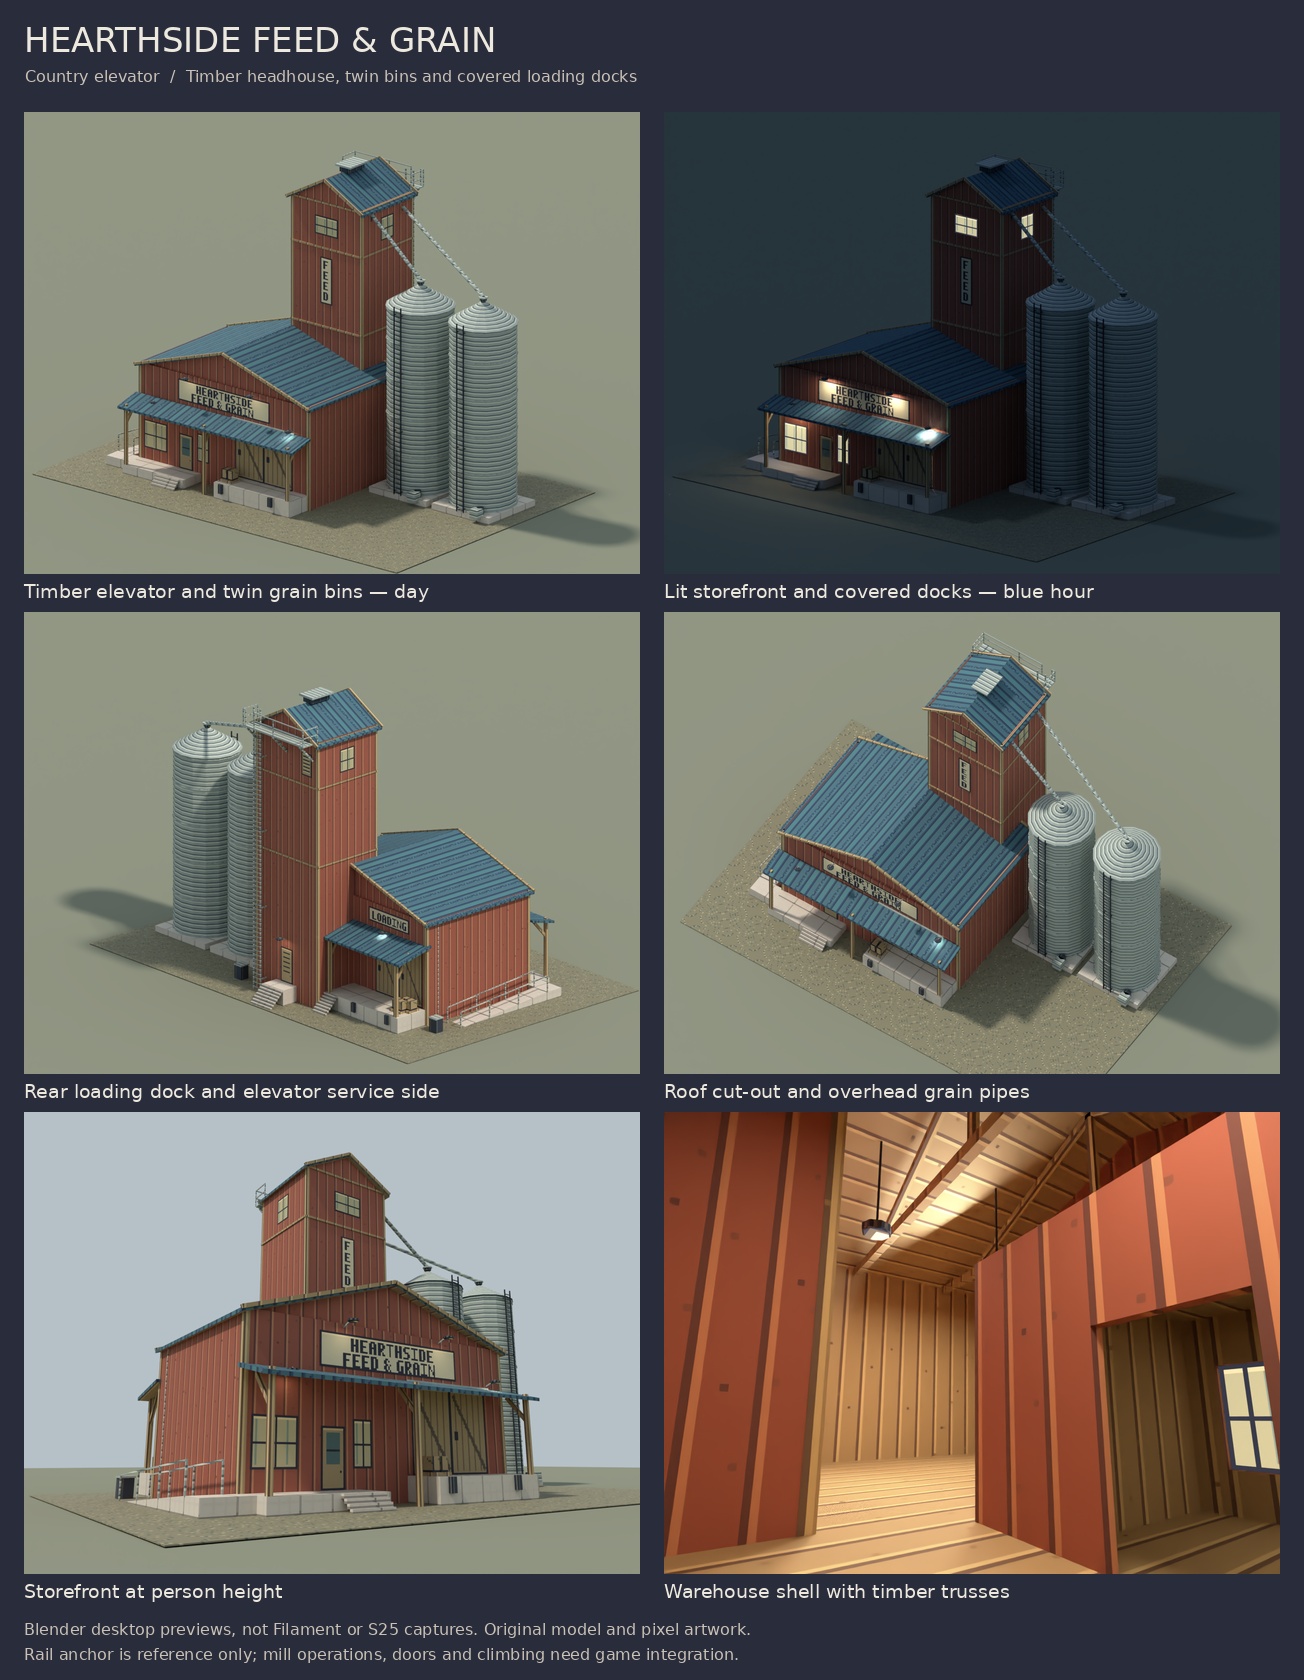 HEARTHSIDE FEED & GRAIN
Country elevator / Timber headhouse, twin bins and covered loading docks
FEED
HEARTHSIDE
FEED & GRAIN
FEED
HEARTHSIDE
FEED & GRAIN
Timber elevator and twin grain bins — day
Lit storefront and covered docks — blue hour
LOADING
FEED
HEARTHSIDE
FEED & GRAIN
Rear loading dock and elevator service side
Roof cut-out and overhead grain pipes
FEED
HEARTHSIDE
FEED & GRAIN
Storefront at person height
Warehouse shell with timber trusses
Blender desktop previews, not Filament or S25 captures. Original model and pixel artwork.
Rail anchor is reference only; mill operations, doors and climbing need game integration.